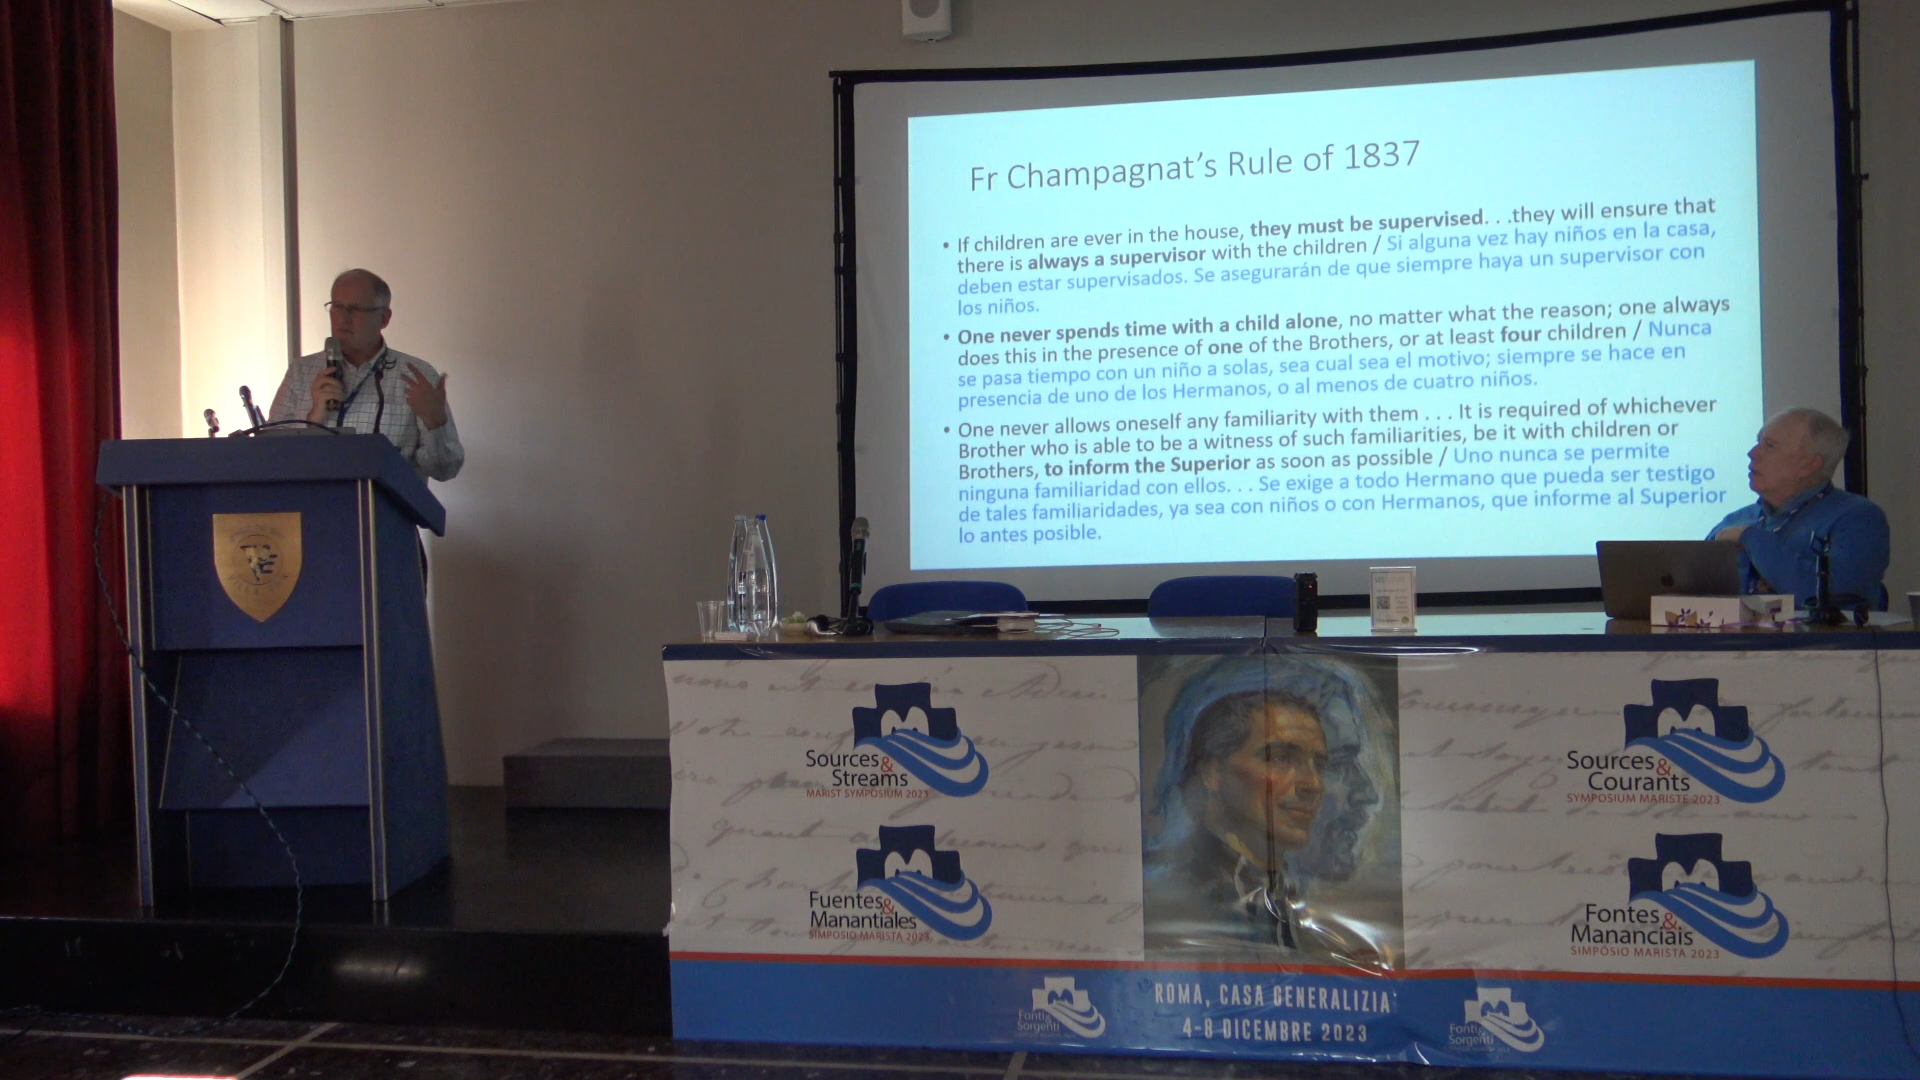 Fr Champagnat's Rule of 1837
• If children are ever in the house, they must be supervised. . .they will ensure that
there is always a supervisor with the children / Si alguna vez hay niños en la casa,
deben estar supervisados. Se asegurarán de que siempre haya un supervisor con
los niños.
• One never spends time with a child alone, no matter what the reason; one always
does this in the presence of one of the Brothers, or at least four children / Nunca
se pasa tiempo con un niño a solas, sea cual sea el motivo; siempre se hace en
presencia de uno de los Hermanos, o al menos de cuatro niños.
• One never allows oneself any familiarity with them . . . It is required of whichever
Brother who is able to be a witness of such familiarities, be it with children or
Brothers, to inform the Superior as soon as possible / Uno nunca se permite
ninguna familiaridad con ellos. . . Se exige a todo Hermano que pueda ser testigo
de tales familiaridades, ya sea con niños o con Hermanos, que informe al Superior
lo antes posible.
Sources&
Streams
MARIST SYMPOSIUM 2023
Sources&
Courants
SYMPOSIUM MARISTE 2023
Fuentes&
Manantiales
SIMPOSIO MARISTA 2023
Fontes&
Mananciais
SIMPÓSIO MARISTA 2023
Fonti&
Sorgenti
ROMA, CASA GENERALIZIA
4-8 DICEMBRE 2023
Fonti&
Sorgenti